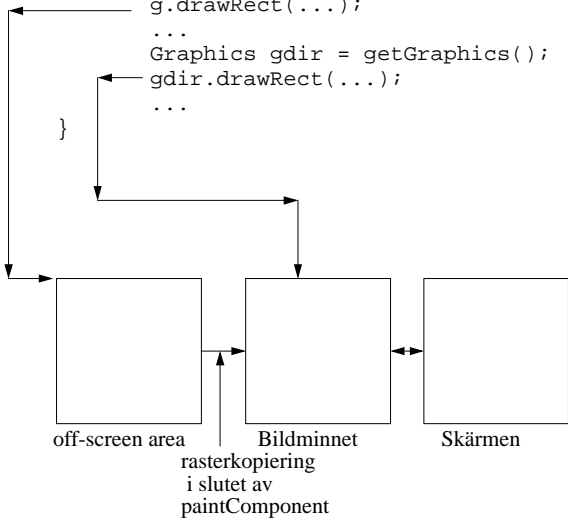 g.drawRect(...);
...
Graphics gdir = getGraphics();
gdir.drawRect(...);
...
}
off-screen area
Bildminnet
Skärmen
rasterkopiering
i slutet av
paintComponent